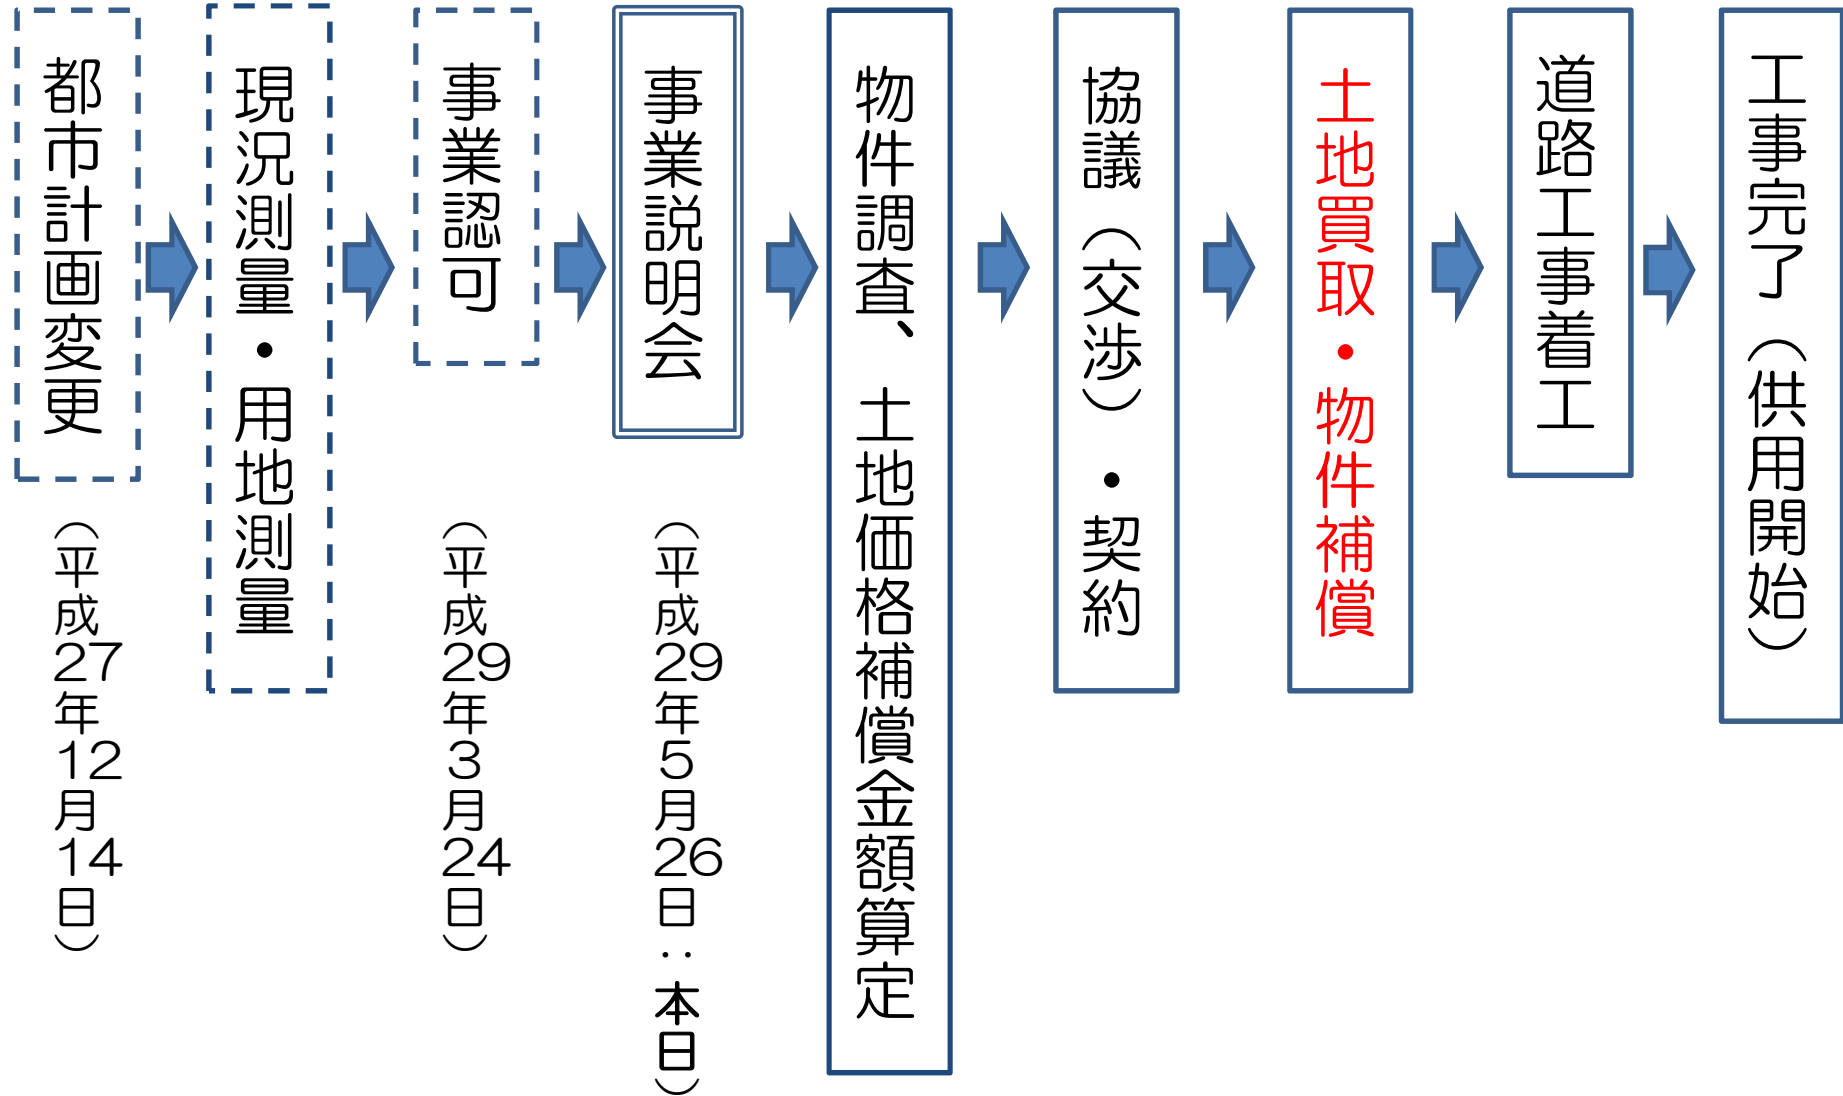 都市計画変更
（平成27年12月14日）
現況測量・用地測量
事業認可
（平成29年3月24日）
事業説明会
（平成29年5月26日：本日）
物件調査、土地価格補償金額算定
協議（交渉）・契約
土地買取・物件補償
道路工事着工
工事完了（供用開始）